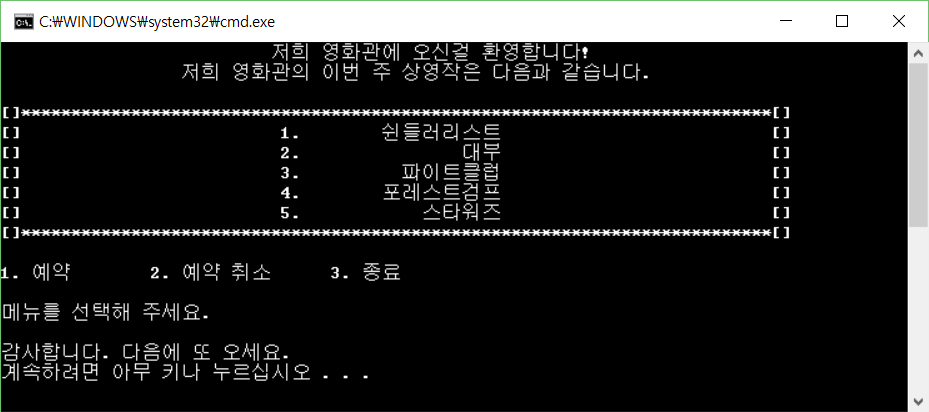 C:₩WINDOWS₩system32₩cmd.exe
저희 영화관에 오신걸 환영합니다!
저희 영화관의 이번 주 상영작은 다음과 같습니다.
[]***************************************************************************[]
[] 1. 쉰들러리스트 []
[] 2. 대부 []
[] 3. 파이트클럽 []
[] 4. 포레스트검프 []
[] 5. 스타워즈 []
[]***************************************************************************[]
1. 예약 2. 예약 취소 3. 종료
메뉴를 선택해 주세요.
감사합니다. 다음에 또 오세요.
계속하려면 아무 키나 누르십시오 . . .